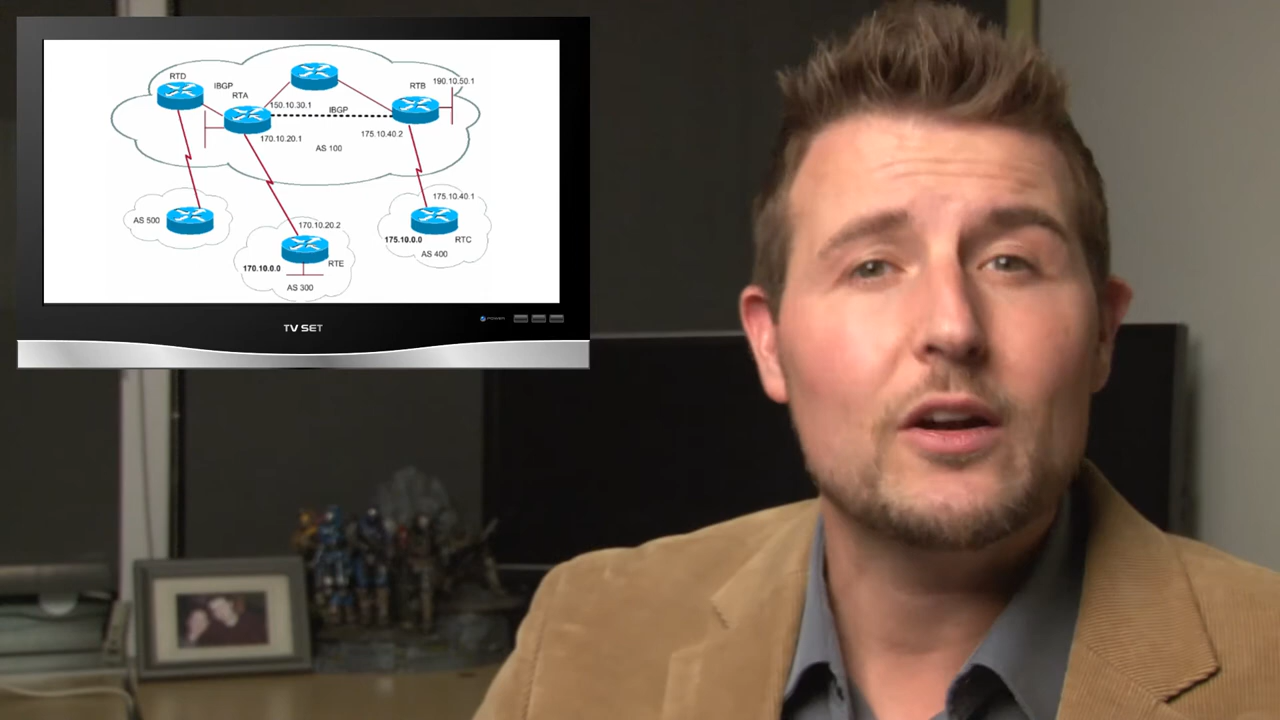 RTD
IBGP
RTA
RTB
190.10.50.1
150.10.30.1
IBGP
170.10.20.1
175.10.40 2
AS 100
175.10.40.1
AS 500
170.10.20.2
175.10.0.0
RTC
AS 400
170.10.0.0
RTE
AS 300
POWER
TV SET